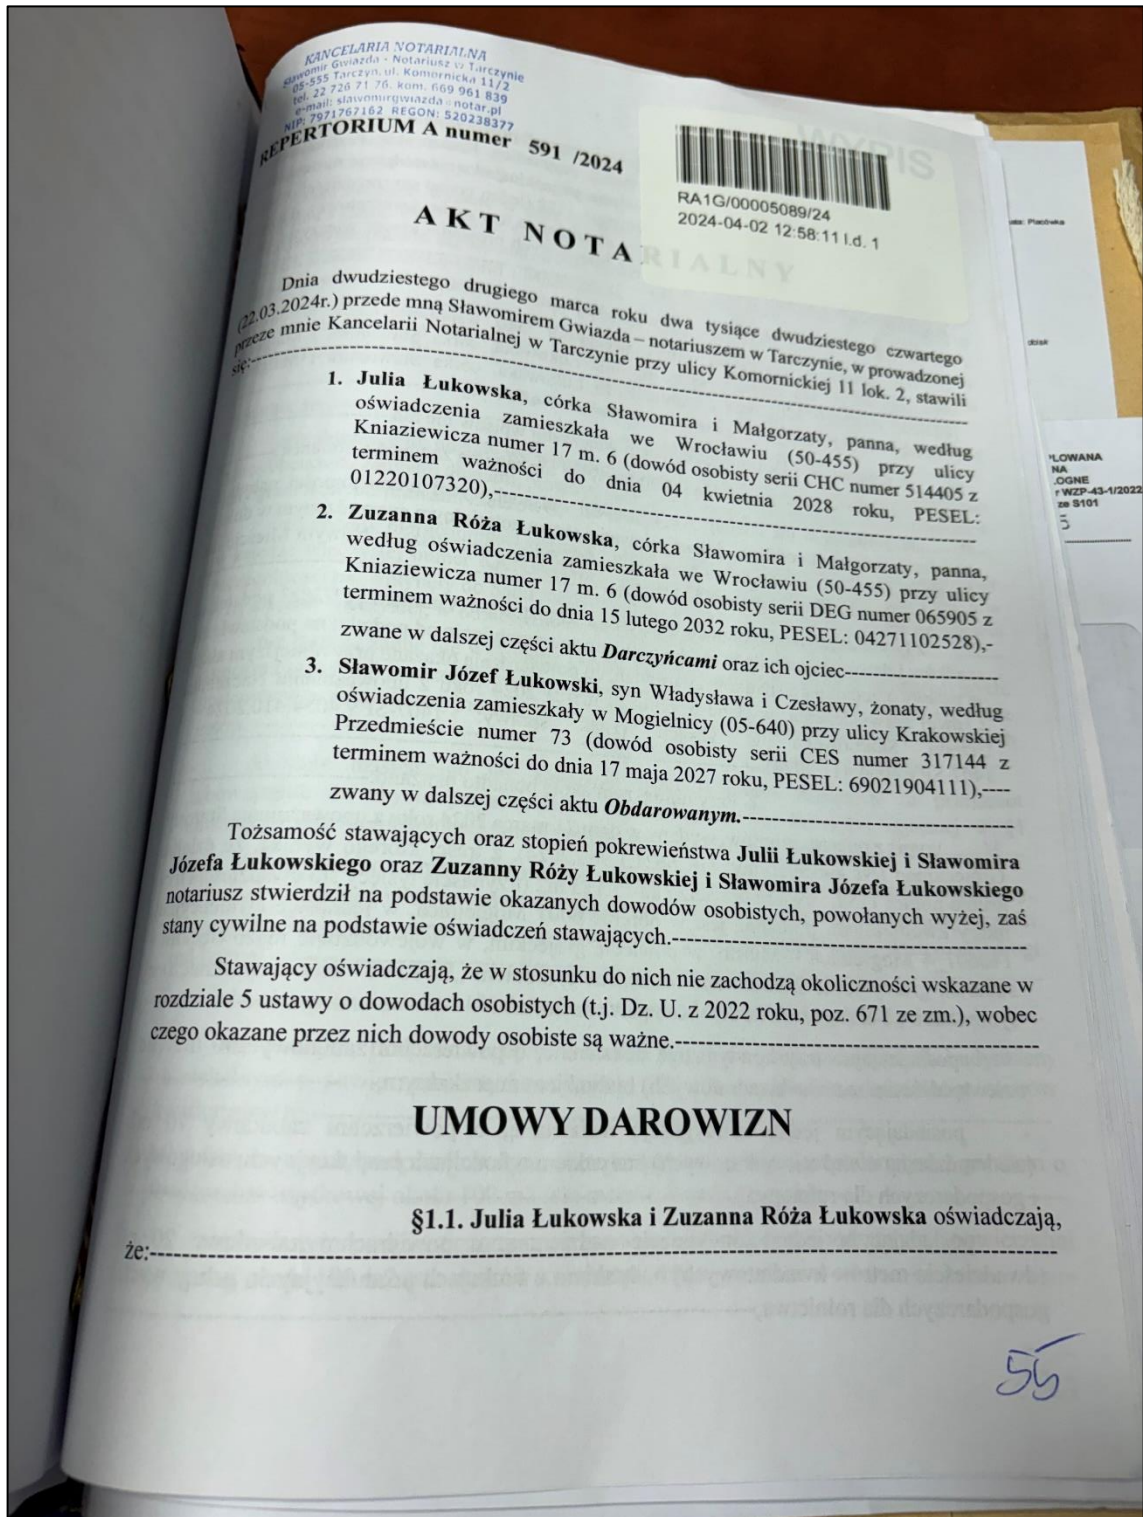 KANCELARIA NOTARIALNA
Sławomir Gwiazda - Notariusz w Tarczynie
05-555 Tarczyn, ul. Komornicka 11/2
tel. 22 726 71 76, kom. 669 961 839
e-mail: slawomirgwiazda@notar.pl
NIP: 7971767162 REGON: 520238377
REPERTORIUM A numer 591 /2024
WYPIS
RA1G/00005089/24
2024-04-02 12:58:11 l.d. 1
AKT NOTARIALNY
Dnia dwudziestego drugiego marca roku dwa tysiące dwudziestego czwartego
(22.03.2024r.) przede mną Sławomirem Gwiazda – notariuszem w Tarczynie, w prowadzonej
przeze mnie Kancelarii Notarialnej w Tarczynie przy ulicy Komornickiej 11 lok. 2, stawili
się:-----------------------------------------------------------------
1. Julia Łukowska, córka Sławomira i Małgorzaty, panna, według
oświadczenia zamieszkała we Wrocławiu (50-455) przy ulicy
Kniaziewicza numer 17 m. 6 (dowód osobisty serii CHC numer 514405 z
terminem ważności do dnia 04 kwietnia 2028 roku, PESEL:
01220107320),-----------------------------------------------------
2. Zuzanna Róża Łukowska, córka Sławomira i Małgorzaty, panna,
według oświadczenia zamieszkała we Wrocławiu (50-455) przy ulicy
Kniaziewicza numer 17 m. 6 (dowód osobisty serii DEG numer 065905 z
terminem ważności do dnia 15 lutego 2032 roku, PESEL: 04271102528),-
zwane w dalszej części aktu Darczyńcami oraz ich ojciec----------------------
3. Sławomir Józef Łukowski, syn Władysława i Czesławy, żonaty, według
oświadczenia zamieszkały w Mogielnicy (05-640) przy ulicy Krakowskiej
Przedmieście numer 73 (dowód osobisty serii CES numer 317144 z
terminem ważności do dnia 17 maja 2027 roku, PESEL: 69021904111),----
zwany w dalszej części aktu Obdarowanym.--------------------------------------
Tożsamość stawających oraz stopień pokrewieństwa Julii Łukowskiej i Sławomira
Józefa Łukowskiego oraz Zuzanny Róży Łukowskiej i Sławomira Józefa Łukowskiego
notariusz stwierdził na podstawie okazanych dowodów osobistych, powołanych wyżej, zaś
stany cywilne na podstawie oświadczeń stawających.-------------------------------------------------
Stawający oświadczają, że w stosunku do nich nie zachodzą okoliczności wskazane w
rozdziale 5 ustawy o dowodach osobistych (t.j. Dz. U. z 2022 roku, poz. 671 ze zm.), wobec
czego okazane przez nich dowody osobiste są ważne.--------------------------------------------------
UMOWY DAROWIZN
§1.1. Julia Łukowska i Zuzanna Róża Łukowska oświadczają,
że:-----------------------------------------------------------------
55
Placówka
LOWANA
NA
OGNE
WZP-43-1/2022
ze S101
5